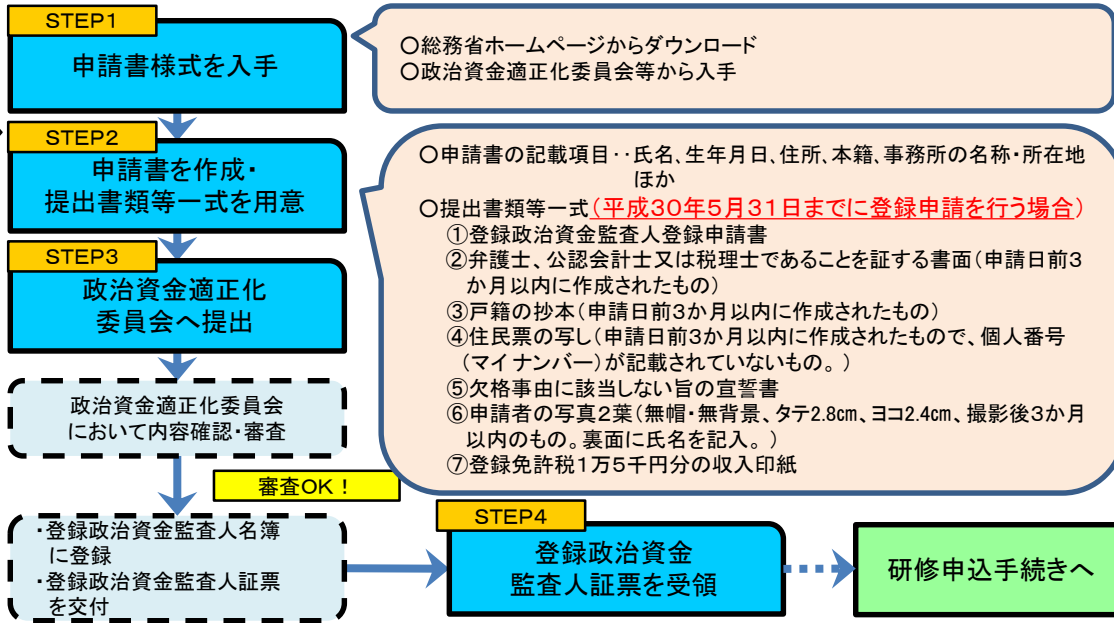 STEP1
申請書様式を入手
○総務省ホームページからダウンロード
○政治資金適正化委員会等から入手
STEP2
申請書を作成・
提出書類等一式を用意
○申請書の記載項目‥氏名、生年月日、住所、本籍、事務所の名称・所在地
ほか
○提出書類等一式(平成30年5月31日までに登録申請を行う場合)
①登録政治資金監査人登録申請書
②弁護士、公認会計士又は税理士であることを証する書面(申請日前3
か月以内に作成されたもの)
③戸籍の抄本(申請日前3か月以内に作成されたもの)
④住民票の写し(申請日前3か月以内に作成されたもので、個人番号
(マイナンバー)が記載されていないもの。)
⑤欠格事由に該当しない旨の宣誓書
⑥申請者の写真2葉(無帽・無背景、タテ2.8㎝、ヨコ2.4㎝、撮影後3か月
以内のもの。裏面に氏名を記入。)
⑦登録免許税1万5千円分の収入印紙
STEP3
政治資金適正化
委員会へ提出
政治資金適正化委員会
において内容確認・審査
審査OK!
・登録政治資金監査人名簿
に登録
・登録政治資金監査人証票
を交付
STEP4
登録政治資金
監査人証票を受領
研修申込手続きへ